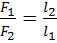 F₁/F₂ = l₂/l₁